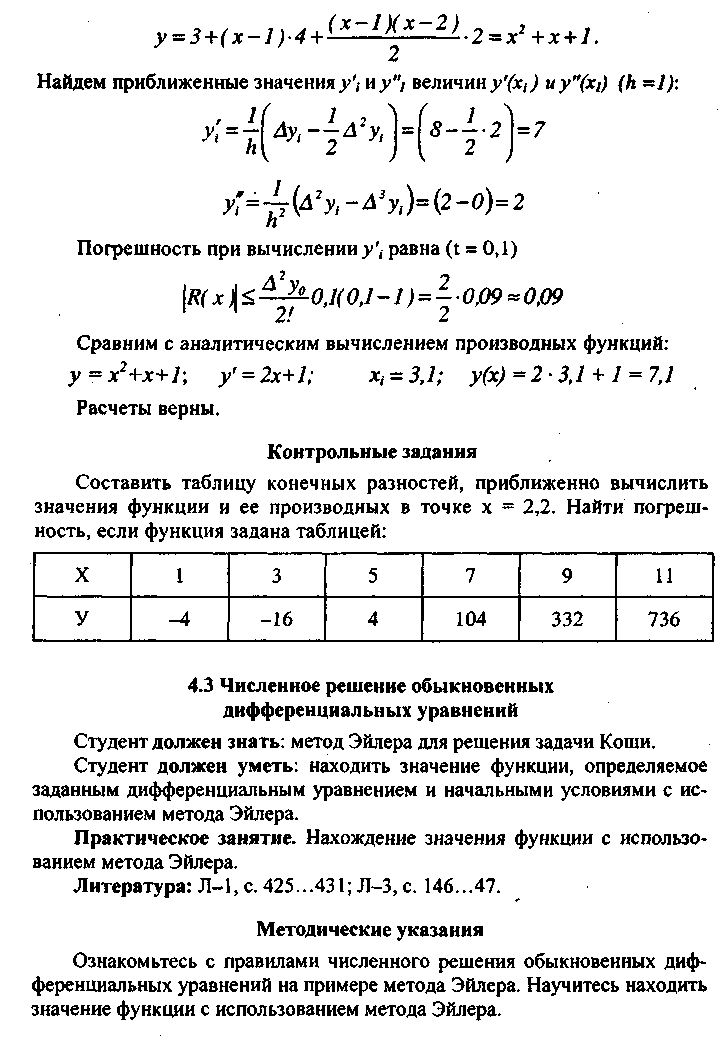 y = 3+(x-1)·4+ (x-1)(x-2)/2 ·2 = x²+x+1.
Найдем приближенные значения y'ᵢ и y"ᵢ величин y'(xᵢ) и y"(xᵢ) (h =1):
y'ᵢ = 1/h (Δyᵢ - 1/2 Δ²yᵢ) = (8 - 1/2 ·2) = 7
y"ᵢ = 1/h² (Δ²yᵢ - Δ³yᵢ) = (2-0) = 2
Погрешность при вычислении y'ᵢ равна (t = 0,1)
|R(x)| ≤ Δ²y₀/2! 0,1(0,1-1) = 2/2 ·0,09 ≈ 0,09
Сравним с аналитическим вычислением производных функций:
y = x²+x+1; y' = 2x+1; xᵢ = 3,1; y(x) = 2 · 3,1 + 1 = 7,1
Расчеты верны.
Контрольные задания
Составить таблицу конечных разностей, приближенно вычислить
значения функции и ее производных в точке x = 2,2. Найти погреш-
ность, если функция задана таблицей:
X 1 3 5 7 9 11
У –4 –16 4 104 332 736
4.3 Численное решение обыкновенных
дифференциальных уравнений
Студент должен знать: метод Эйлера для решения задачи Коши.
Студент должен уметь: находить значение функции, определяемое
заданным дифференциальным уравнением и начальными условиями с ис-
пользованием метода Эйлера.
Практическое занятие. Нахождение значения функции с использо-
ванием метода Эйлера.
Литература: Л–1, с. 425...431; Л–3, с. 146...47.
Методические указания
Ознакомьтесь с правилами численного решения обыкновенных диф-
ференциальных уравнений на примере метода Эйлера. Научитесь находить
значение функции с использованием метода Эйлера.